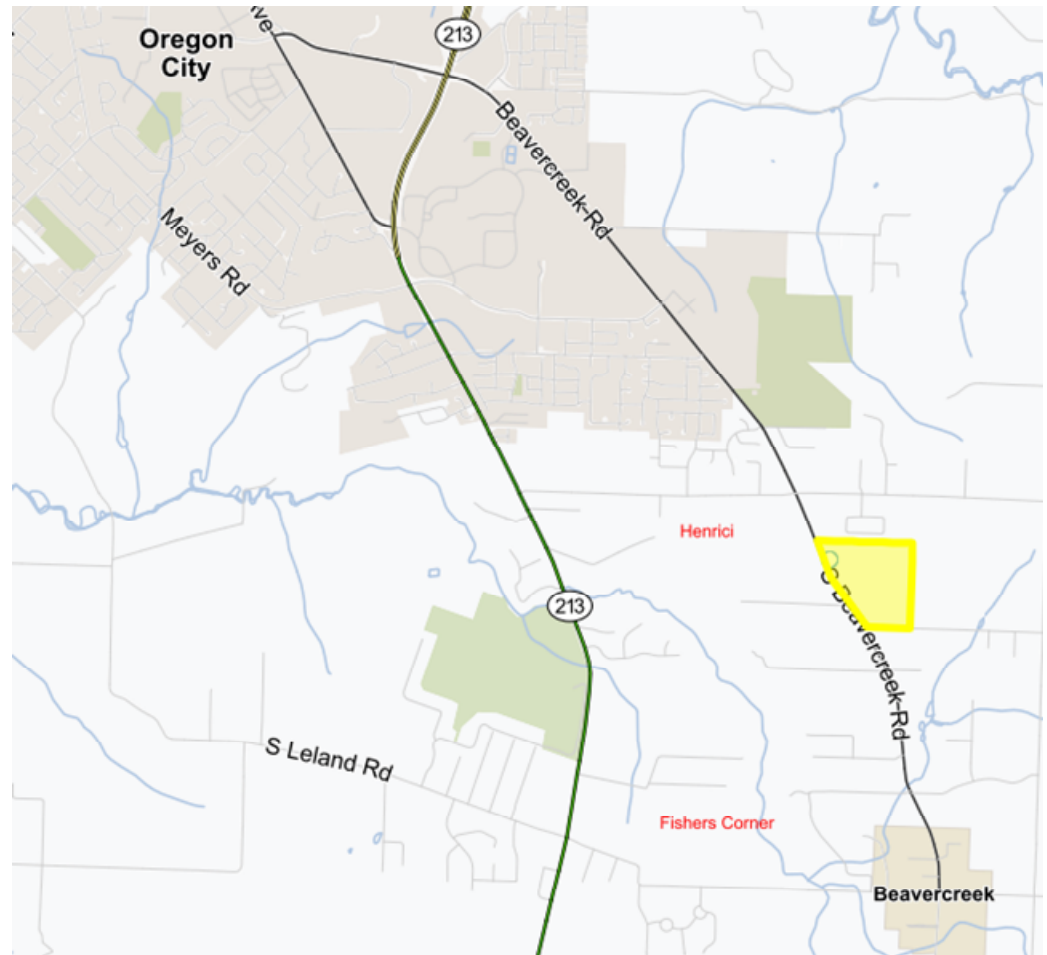 ve
213
Oregon
City
Beavercreek Rd
Meyers Rd
Henrici
S Beavercreek Rd
213
S Leland Rd
Fishers Corner
Beavercreek